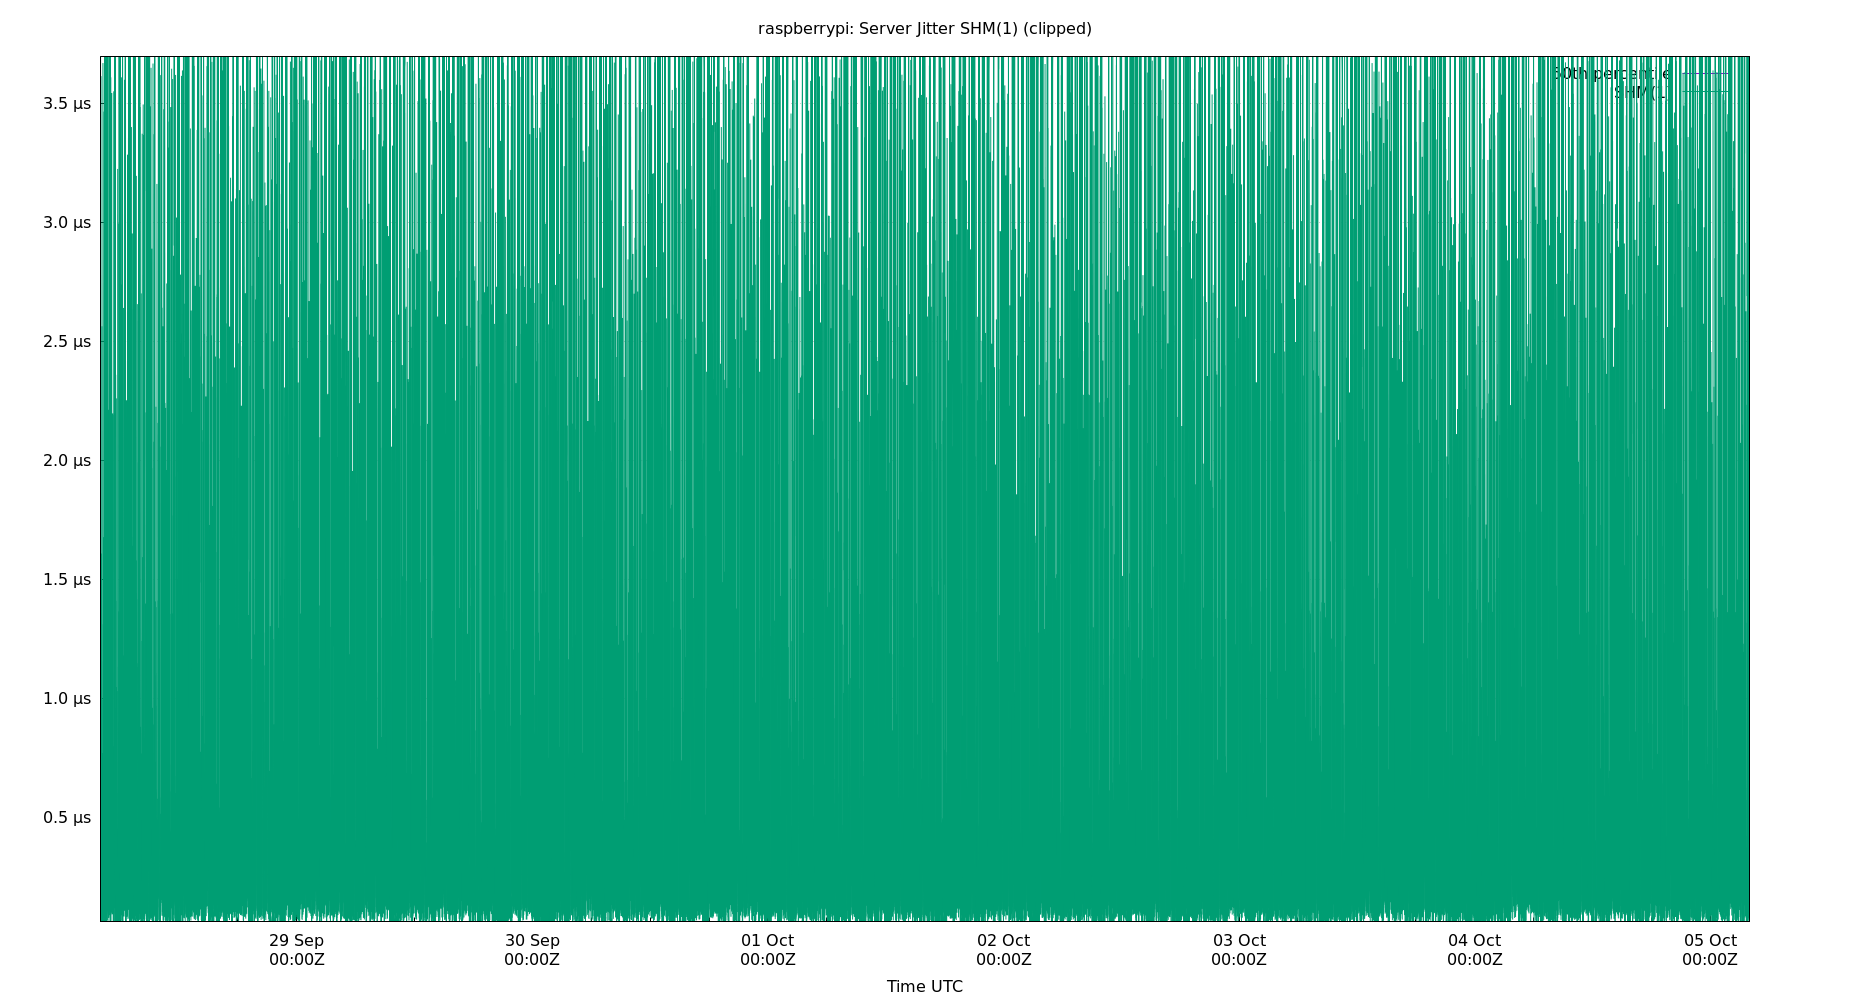 raspberrypi: Server Jitter SHM(1) (clipped)
percentile
3.5 µs
3.0 µs
2.5 µs
2.0 µs
1.5 µs
1.0 µs
0.5 µs
29 Sep 30 Sep 01 Oct 02 Oct 03 Oct 04 Oct 05 Oct
00:00Z 00:00Z 00:00Z 00:00Z 00:00Z 00:00Z 00:00Z
Time UTC